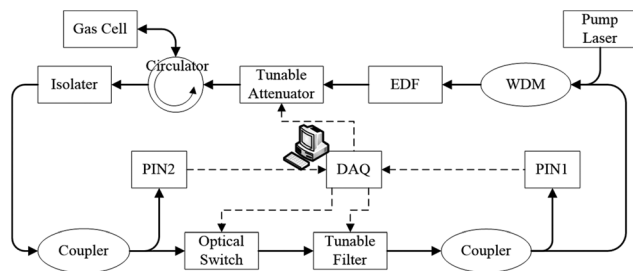 Gas Cell
Pump
Laser
Circulator
Isolater
Tunable
Attenuator
EDF
WDM
PIN2
DAQ
PIN1
Coupler
Optical
Switch
Tunable
Filter
Coupler